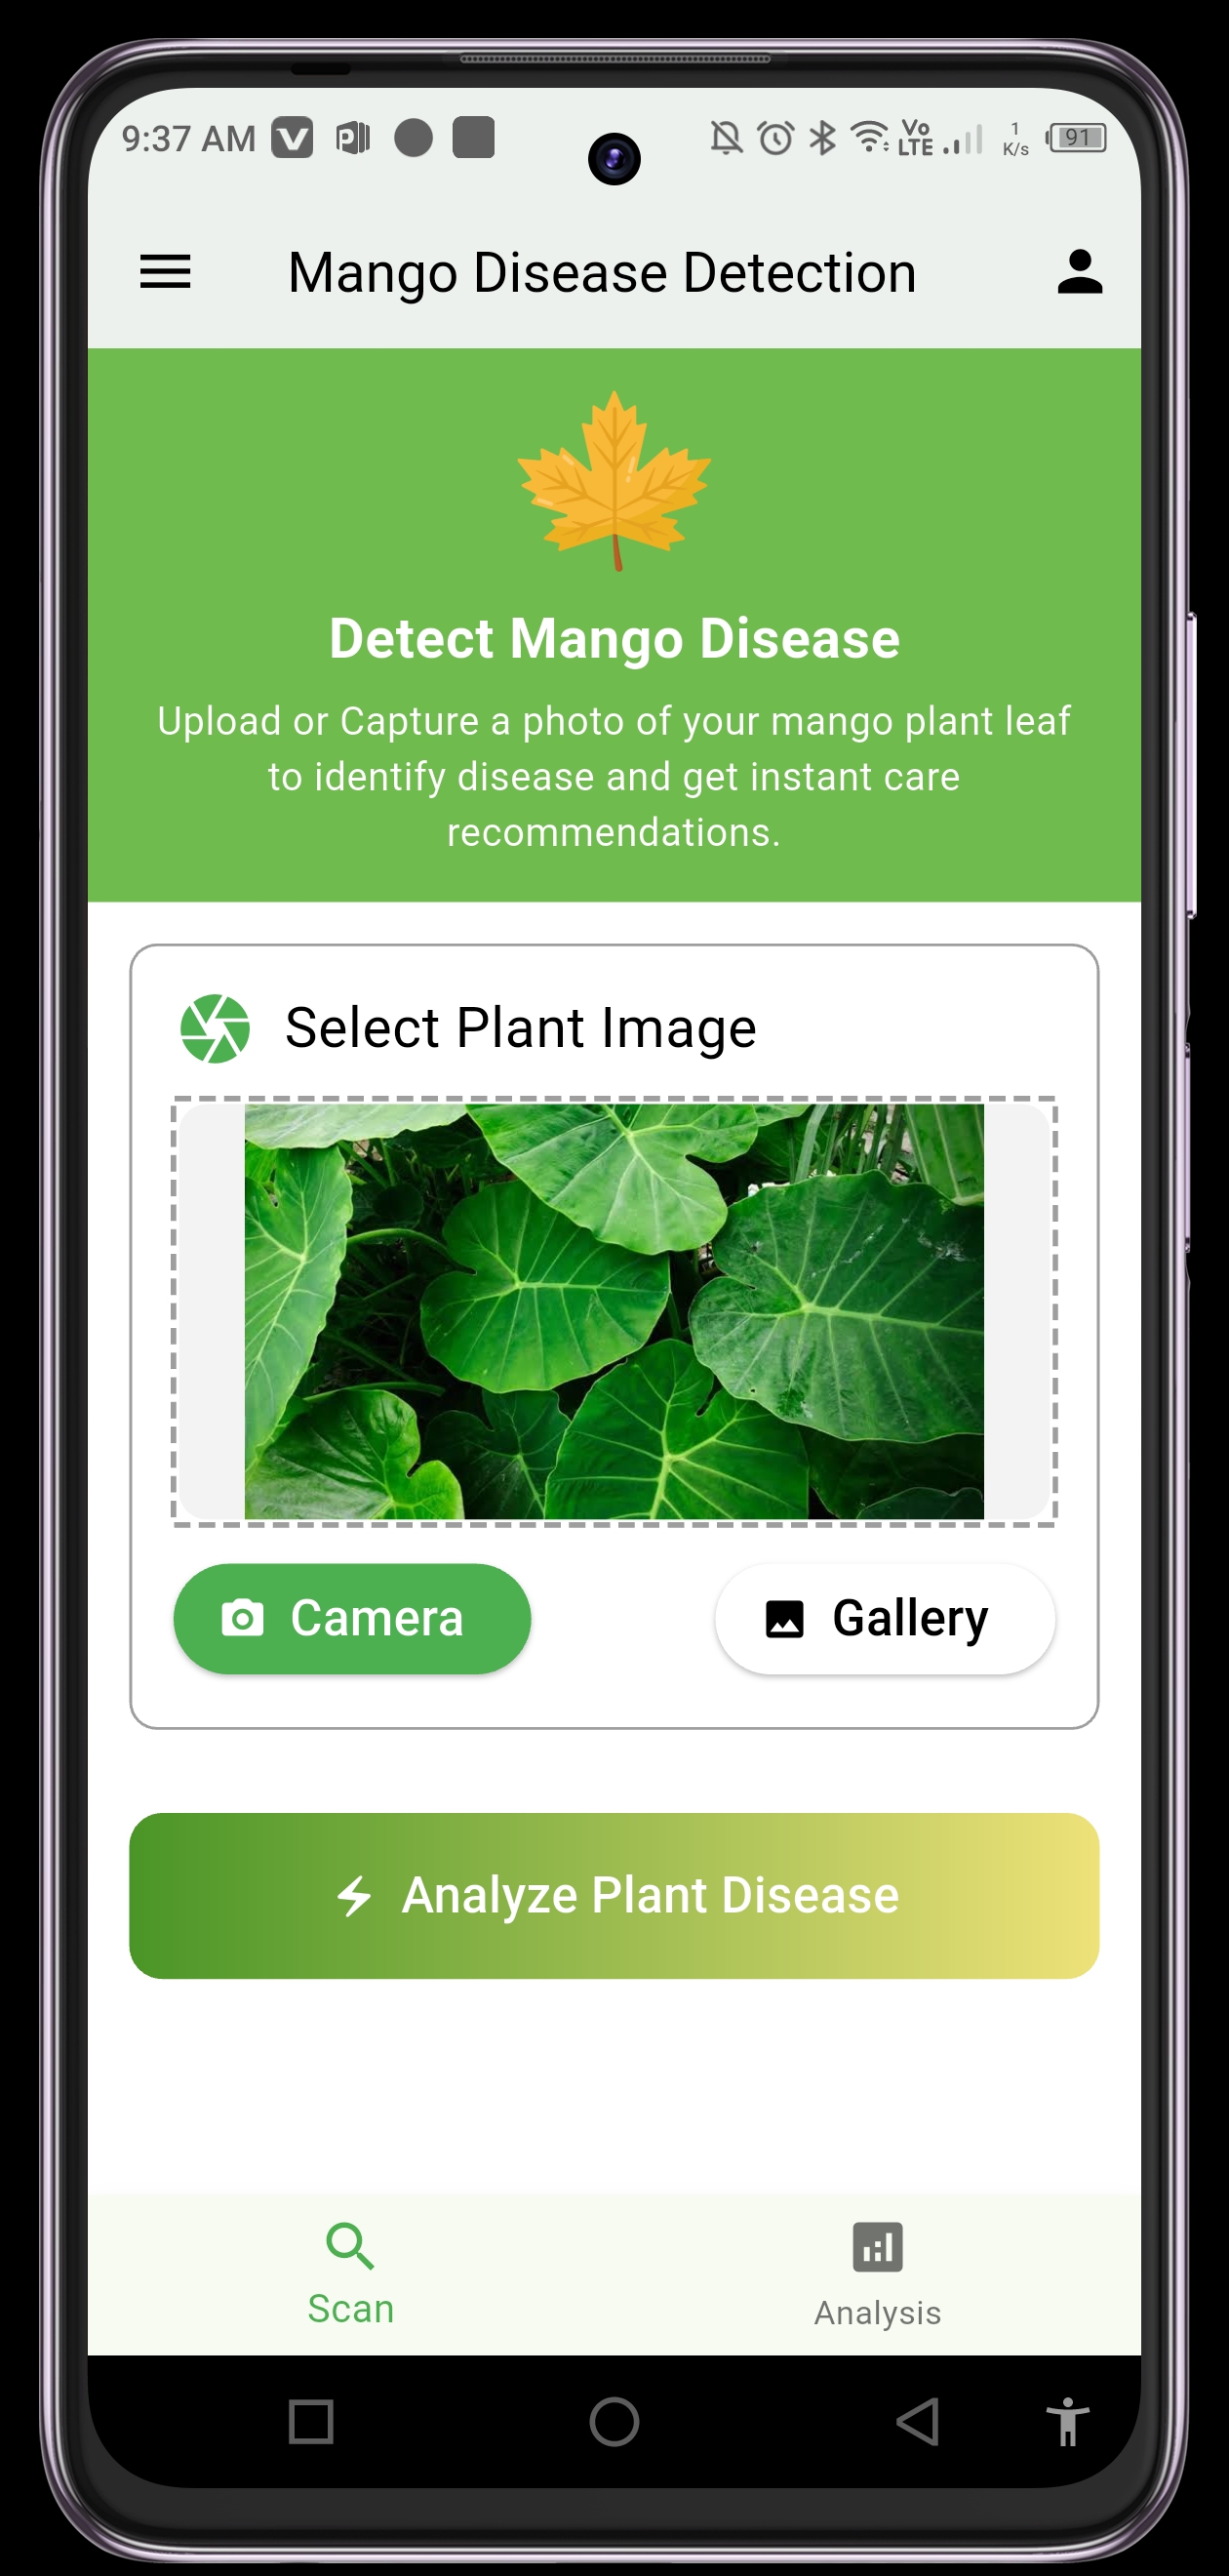 9:37 AM
Vo
LTE
1
K/s
91
Mango Disease Detection
Detect Mango Disease
Upload or Capture a photo of your mango plant leaf
to identify disease and get instant care
recommendations.
Select Plant Image
Camera
Gallery
Analyze Plant Disease
Scan
Analysis